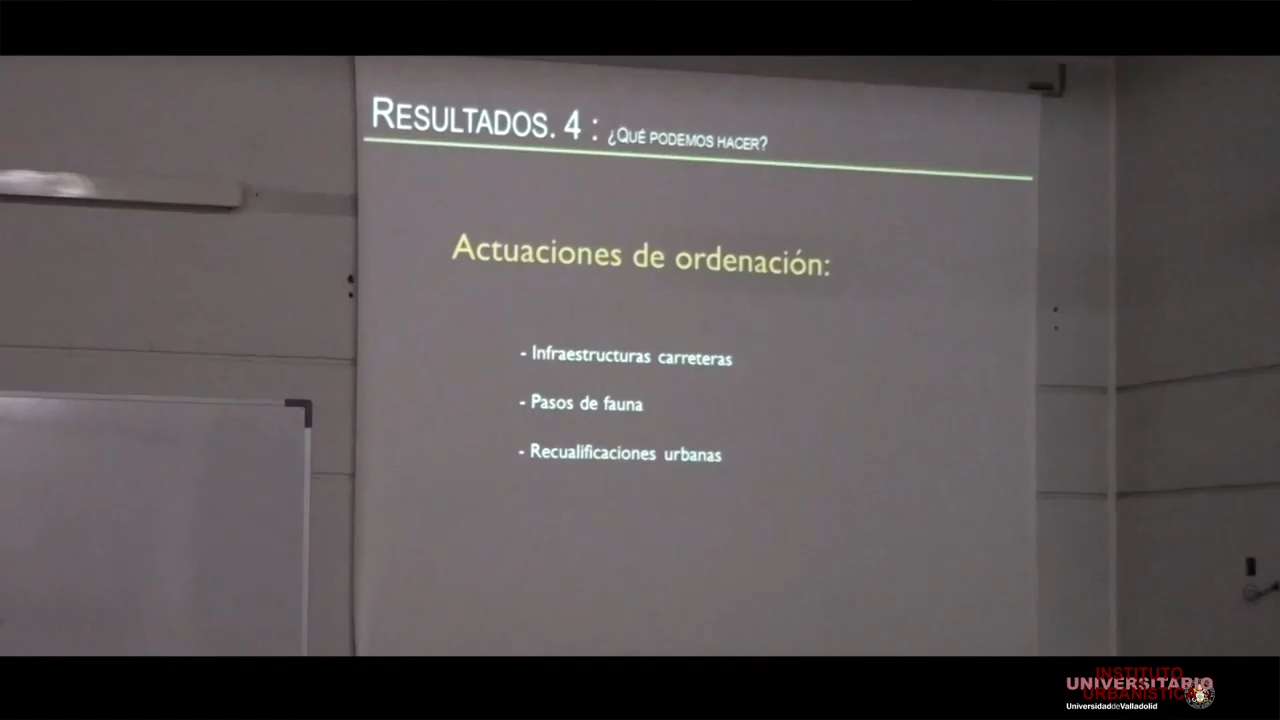 RESULTADOS. 4 : ¿QUÉ PODEMOS HACER?
Actuaciones de ordenación:
- Infraestructuras carreteras
- Pasos de fauna
- Recualificaciones urbanas
INSTITUTO
UNIVERSITARIO
URBANÍSTICA
UniversidaddeValladolid